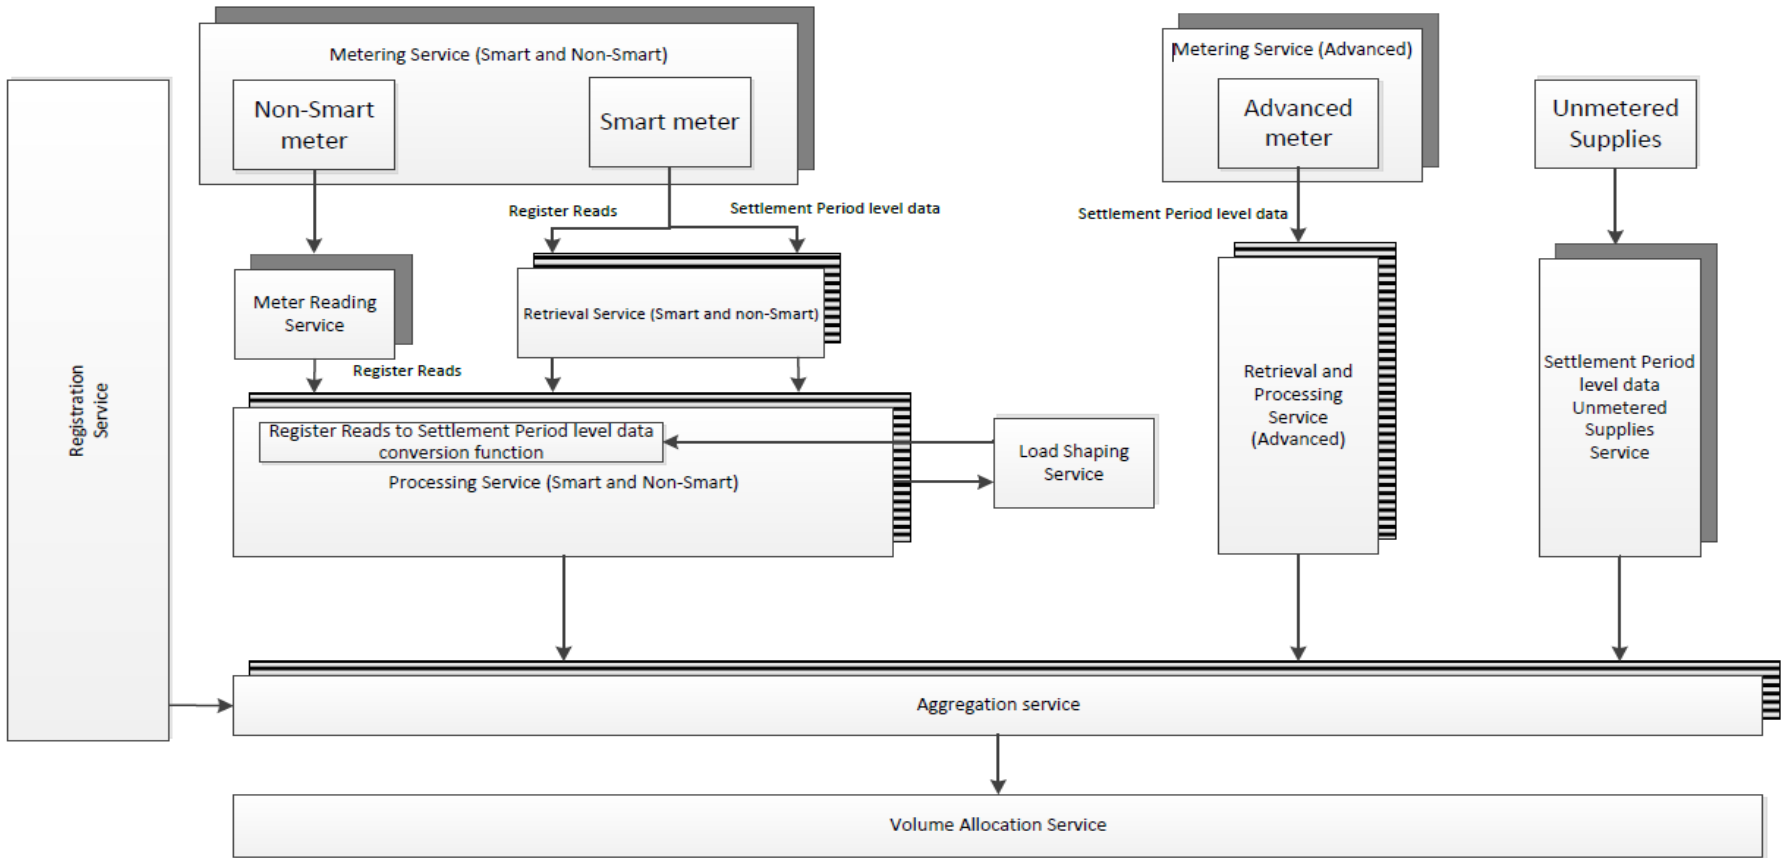 Metering Service (Smart and Non-Smart)
Non-Smart
meter
Smart meter
Metering Service (Advanced)
Advanced
meter
Unmetered
Supplies
Register Reads
Settlement Period level data
Settlement Period level data
Meter Reading
Service
Retrieval Service (Smart and non-Smart)
Register Reads
Registration
Service
Register Reads to Settlement Period level data
conversion function
Processing Service (Smart and Non-Smart)
Load Shaping
Service
Retrieval and
Processing
Service
(Advanced)
Settlement Period
level data
Unmetered
Supplies
Service
Aggregation service
Volume Allocation Service